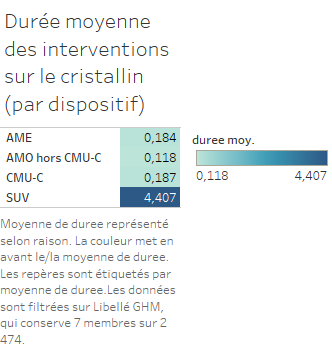 Durée moyenne
des interventions
sur le cristallin
(par dispositif)
AME 0,184
AMO hors CMU-C 0,118
CMU-C 0,187
SUV 4,407
duree moy.
0,118 4,407
Moyenne de duree représenté
selon raison. La couleur met en
avant le/la moyenne de duree.
Les repères sont étiquetés par
moyenne de duree.Les données
sont filtrées sur Libellé GHM,
qui conserve 7 membres sur 2
474.